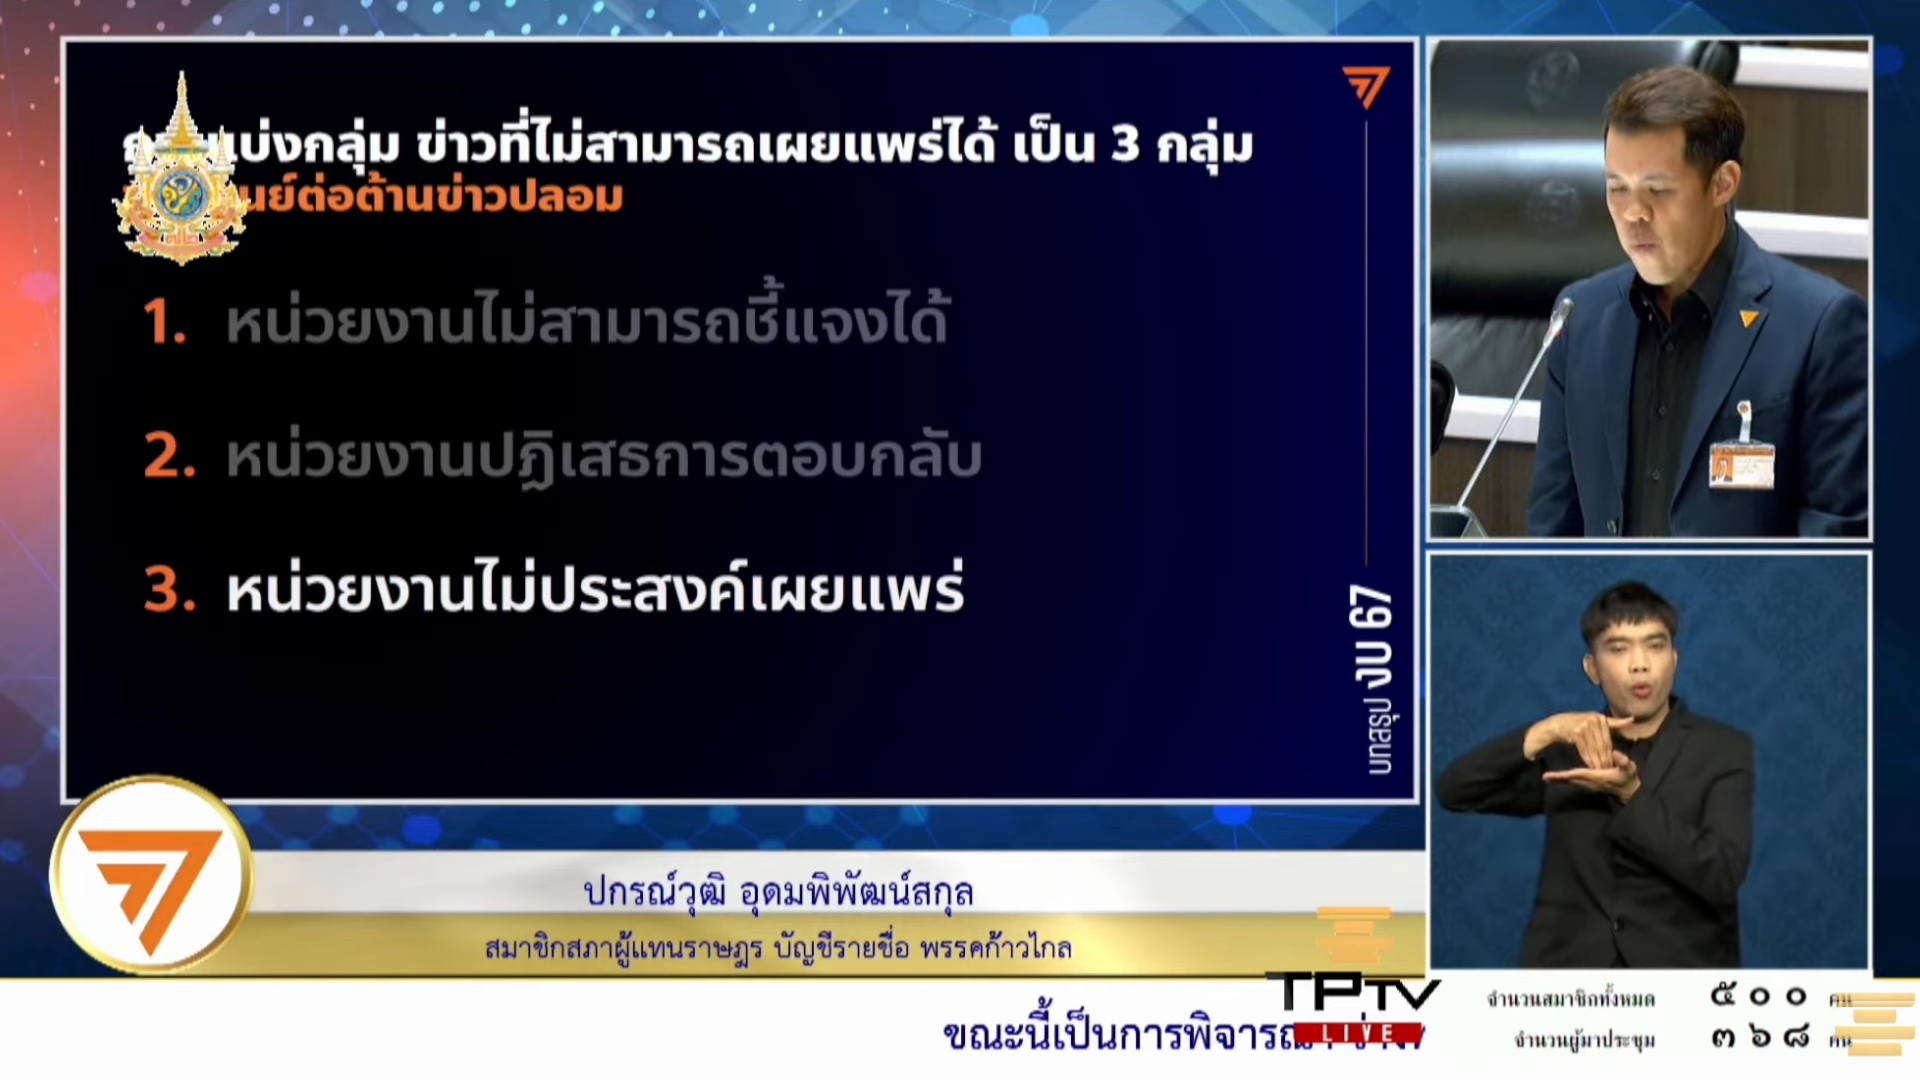 แบ่งกลุ่ม ข่าวที่ไม่สามารถเผยแพร่ได้ เป็น 3 กลุ่ม
ต่อต้านข่าวปลอม
1. หน่วยงานไม่สามารถชี้แจงได้
2. หน่วยงานปฏิเสธการตอบกลับ
3. หน่วยงานไม่ประสงค์เผยแพร่
บทสรุป งบ 67
ปกรณ์วุฒิ อุดมพิพัฒน์สกุล
สมาชิกสภาผู้แทนราษฎร บัญชีรายชื่อ พรรคก้าวไกล
TPTV
LIVE
ขณะนี้เป็นการพิจารณา
จำนวนสมาชิกทั้งหมด ๕๐๐ คน
จำนวนผู้มาประชุม ๓๖๘ คน